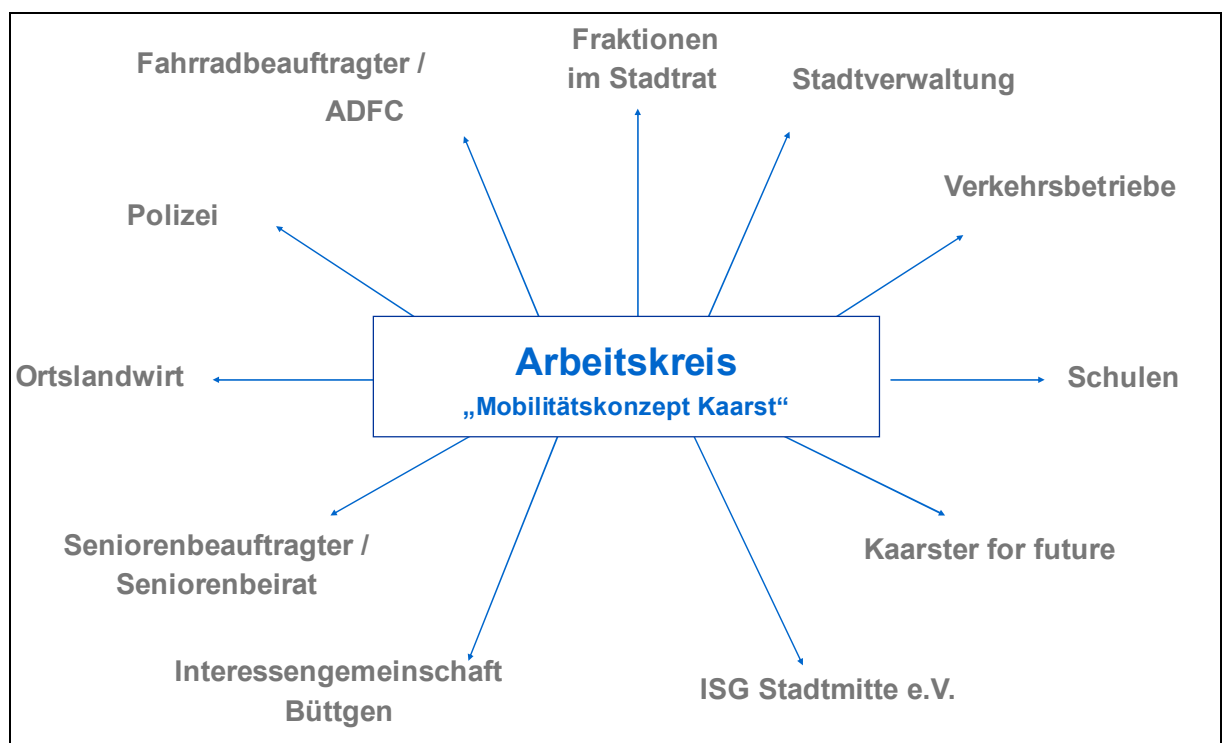 Fraktionen
im Stadtrat
Fahrradbeauftragter /
ADFC
Stadtverwaltung
Verkehrsbetriebe
Polizei
Arbeitskreis
„Mobilitätskonzept Kaarst“
Ortslandwirt
Schulen
Seniorenbeauftragter /
Seniorenbeirat
Kaarster for future
Interessengemeinschaft
Büttgen
ISG Stadtmitte e.V.